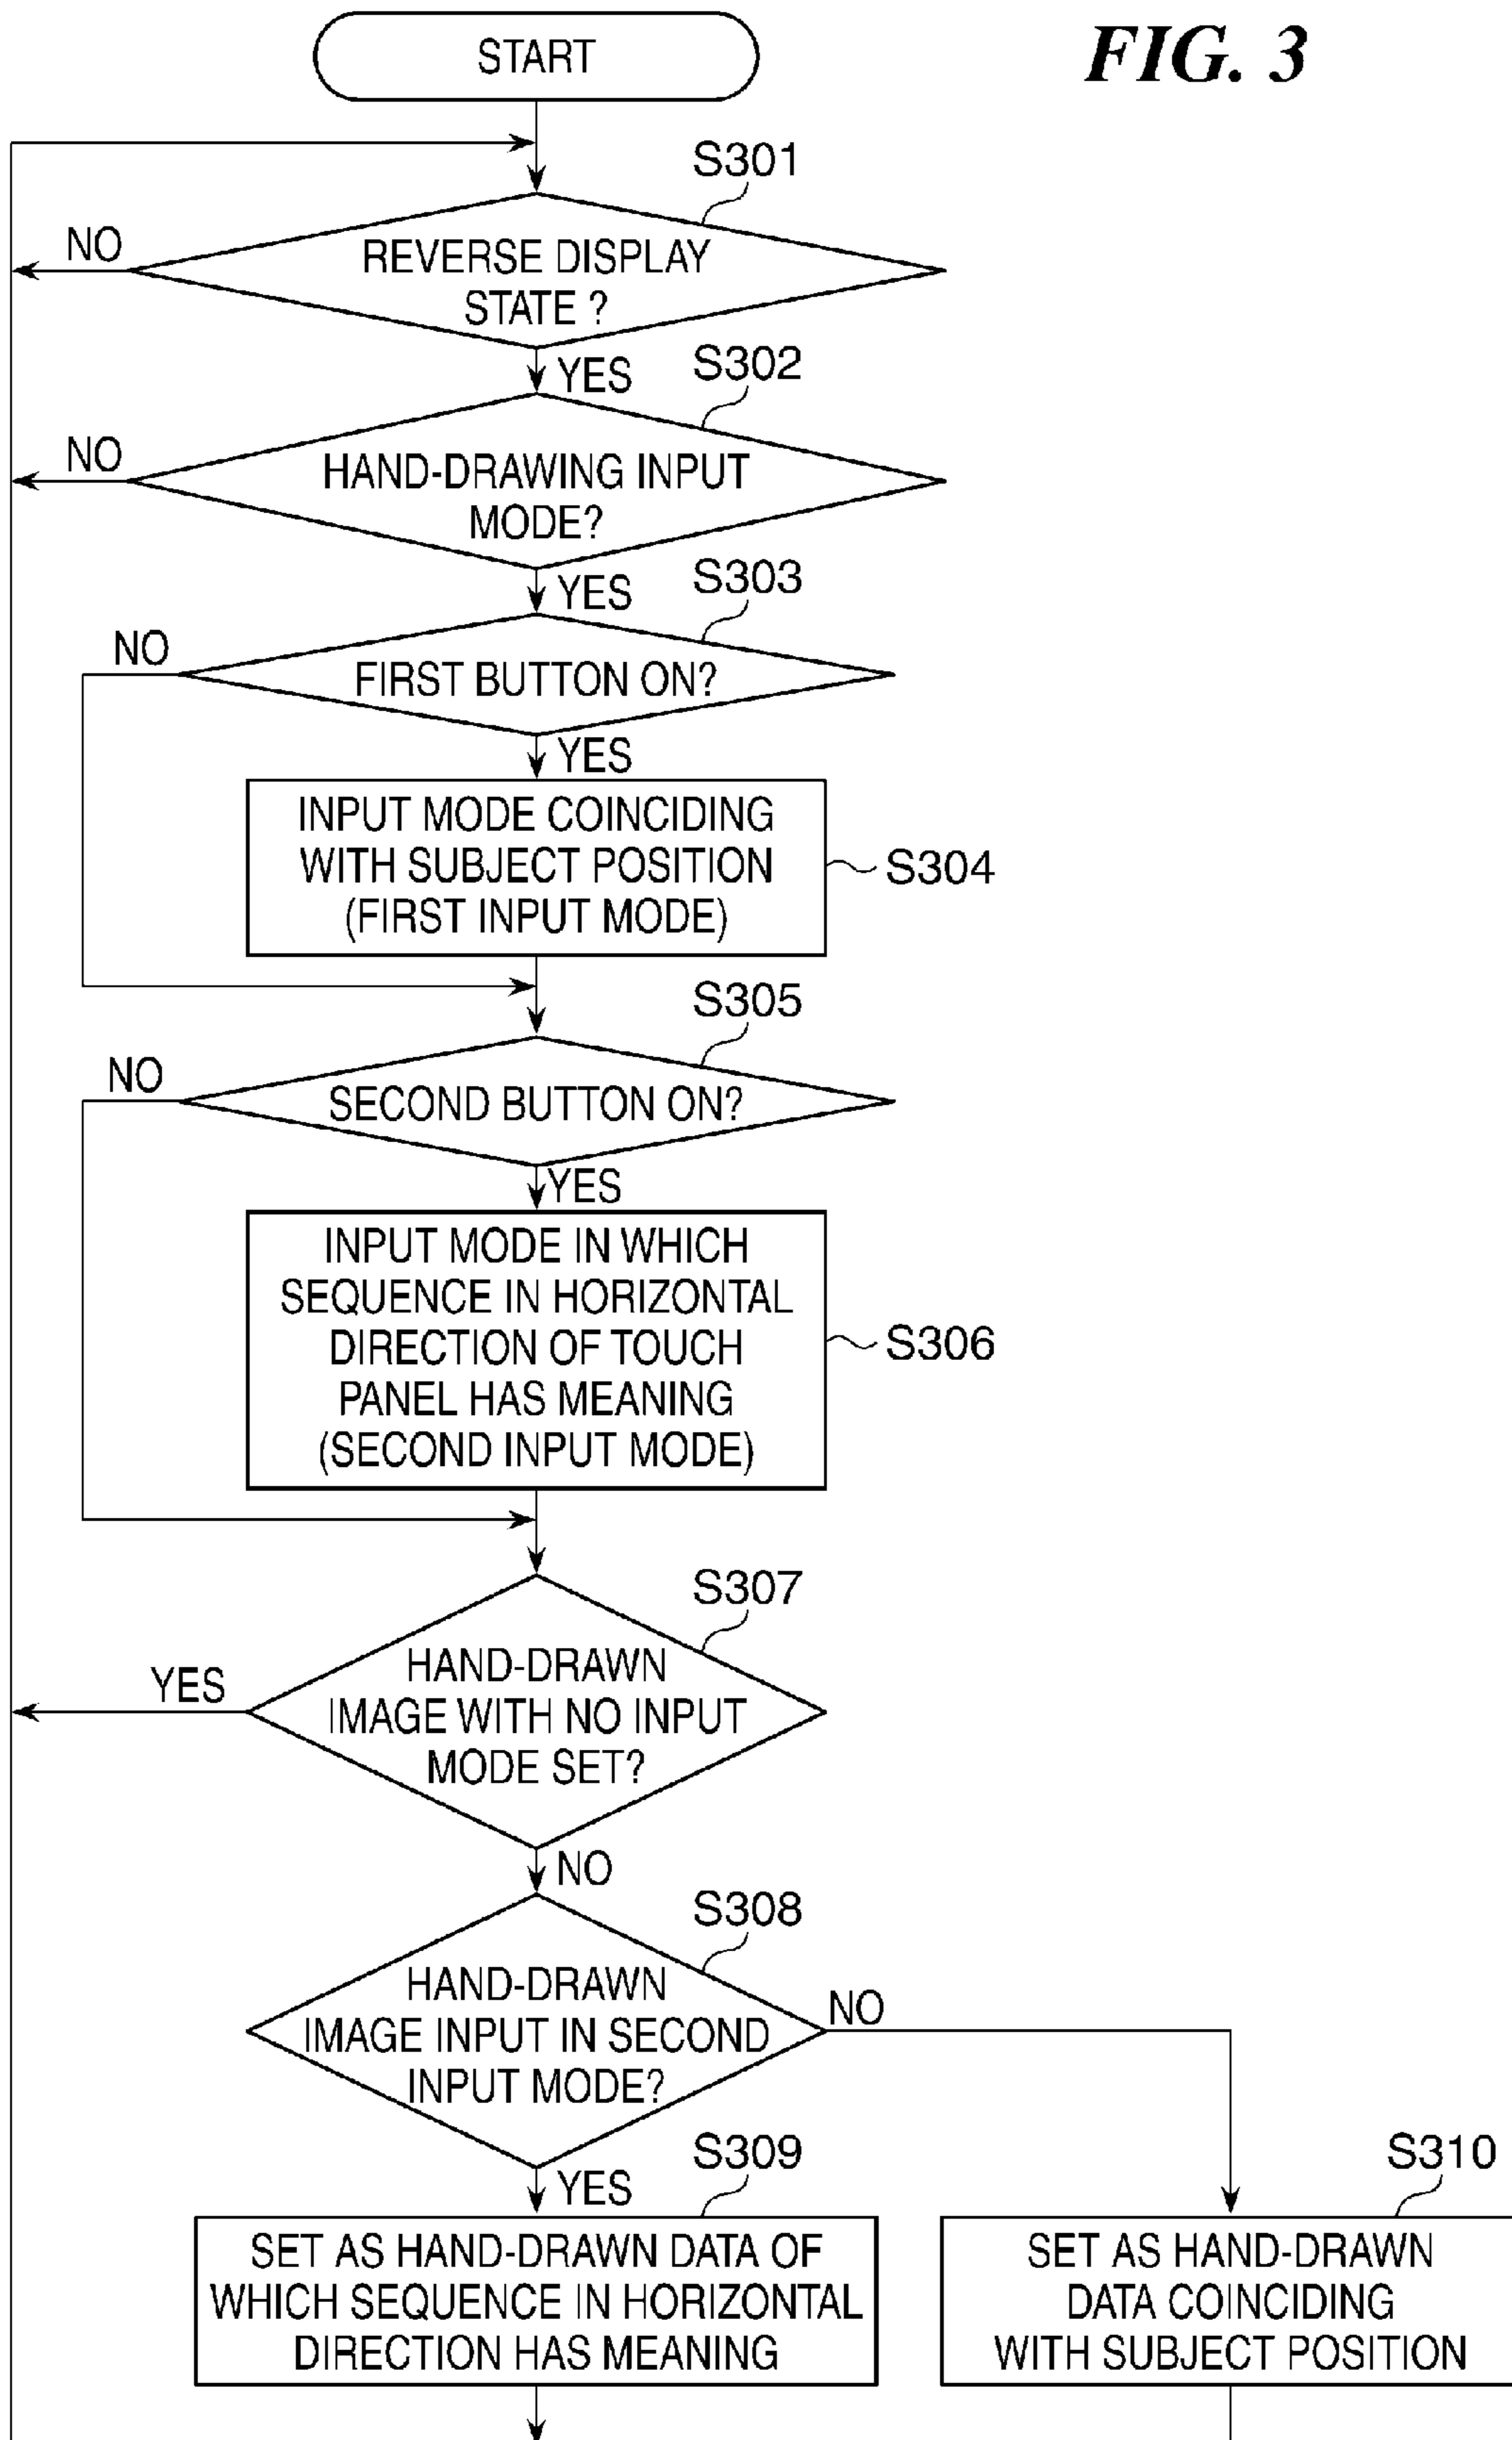 START
FIG. 3
S301
NO
REVERSE DISPLAY
STATE ?
YES
S302
NO
HAND-DRAWING INPUT
MODE?
YES
S303
NO
FIRST BUTTON ON?
YES
INPUT MODE COINCIDING
WITH SUBJECT POSITION
(FIRST INPUT MODE)
S304
S305
NO
SECOND BUTTON ON?
YES
INPUT MODE IN WHICH
SEQUENCE IN HORIZONTAL
DIRECTION OF TOUCH
PANEL HAS MEANING
(SECOND INPUT MODE)
S306
S307
YES
HAND-DRAWN
IMAGE WITH NO INPUT
MODE SET?
NO
S308
HAND-DRAWN
IMAGE INPUT IN SECOND
INPUT MODE?
NO
YES
S309
SET AS HAND-DRAWN DATA OF
WHICH SEQUENCE IN HORIZONTAL
DIRECTION HAS MEANING
S310
SET AS HAND-DRAWN
DATA COINCIDING
WITH SUBJECT POSITION